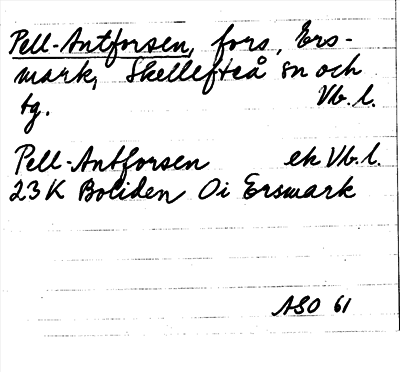 Pell-Antforsen, fors, Ers-
mark, Skellefteå sn och
tg. Vb. l.
Pell-Antforsen ek Vb. l.
23 K Boliden 0i Ersmark
ASO 61